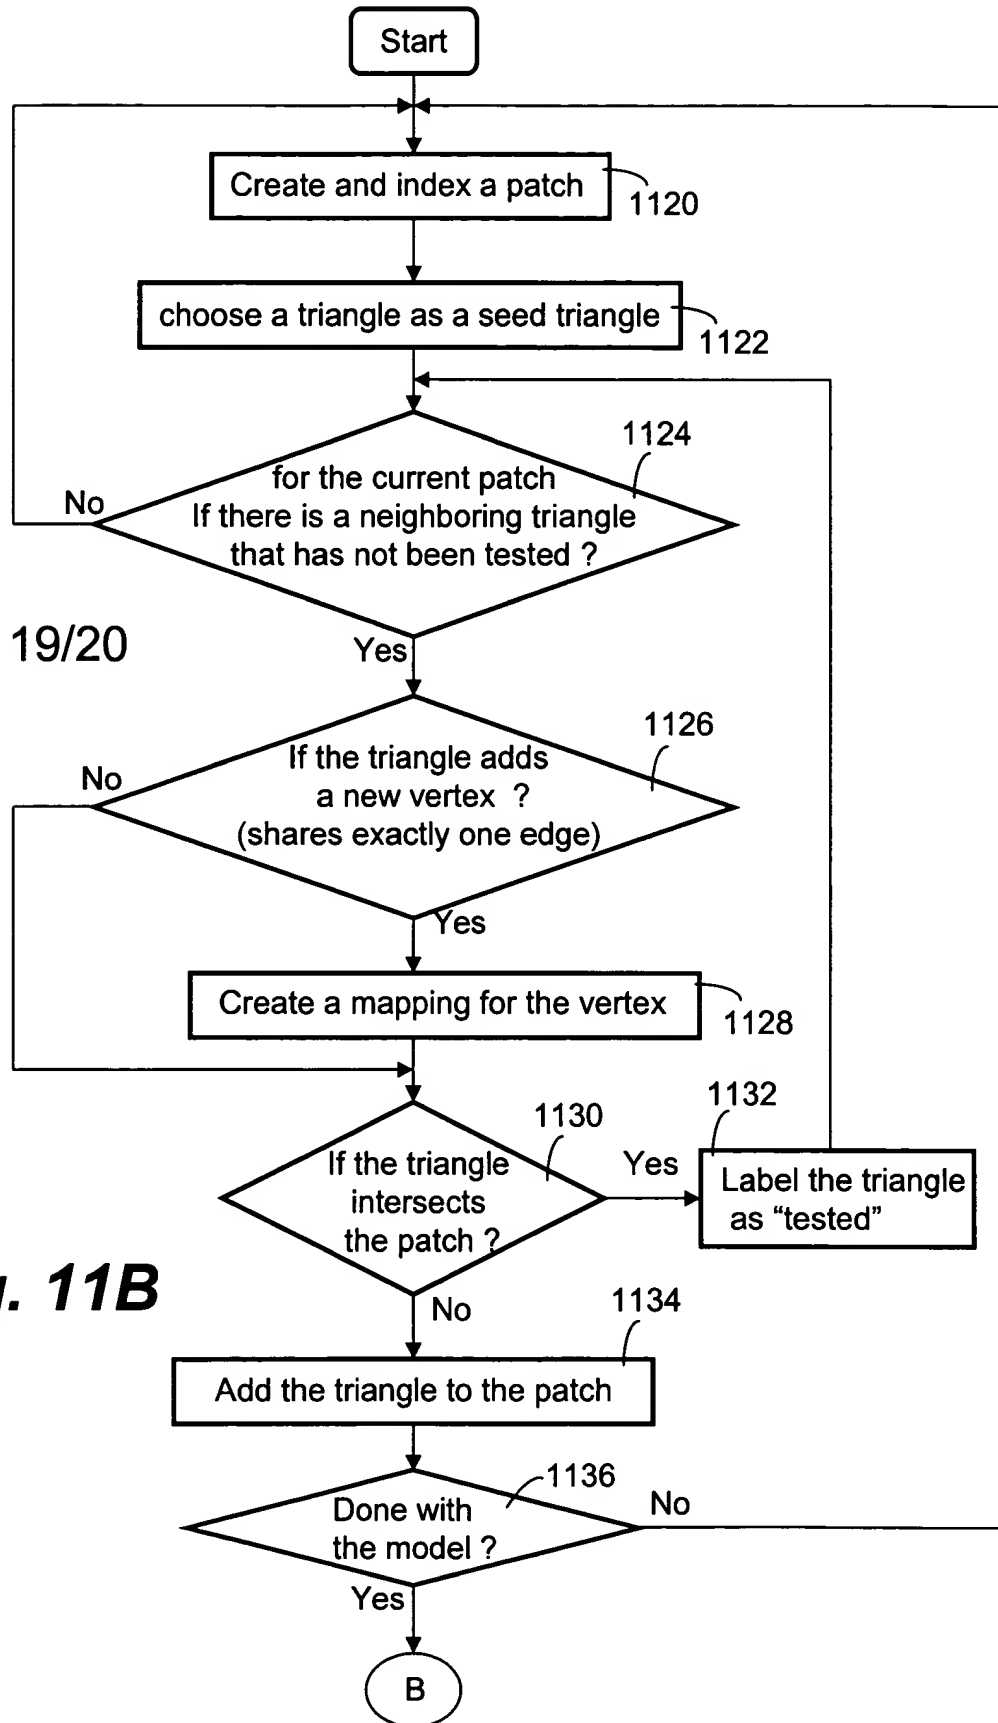 Start
Create and index a patch
1120
choose a triangle as a seed triangle
1122
1124
for the current patch
If there is a neighboring triangle
that has not been tested ?
No
19/20
Yes
1126
If the triangle adds
a new vertex ?
(shares exactly one edge)
No
Yes
Create a mapping for the vertex
1128
1130
If the triangle
intersects
the patch ?
Yes
1132
Label the triangle
as “tested”
. 11B
No
1134
Add the triangle to the patch
1136
Done with
the model ?
No
Yes
B